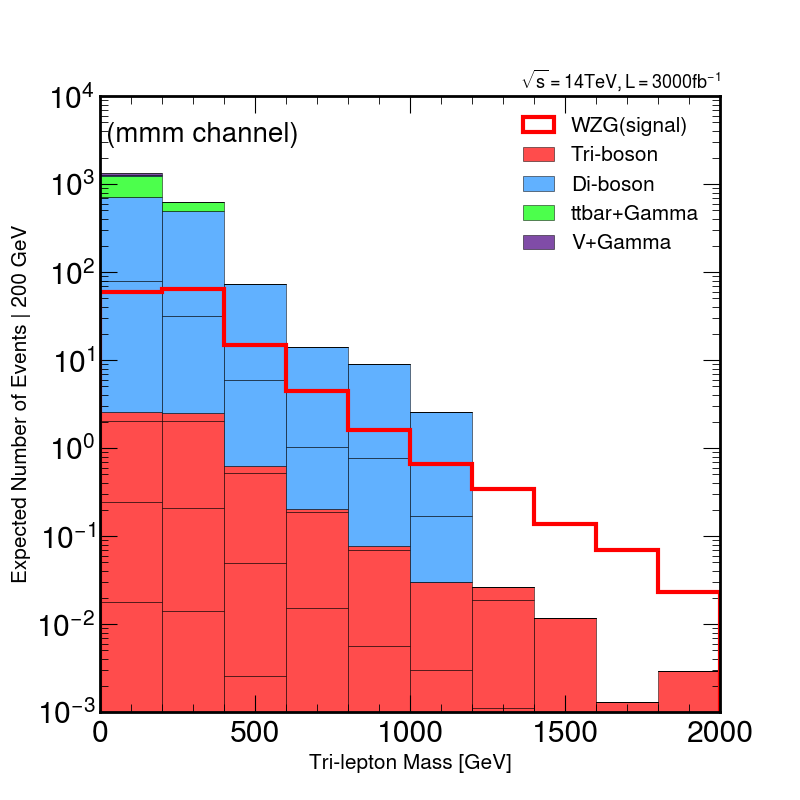 √s = 14TeV, L = 3000fb⁻¹
(mmm channel)
WZG(signal)
Tri-boson
Di-boson
ttbar+Gamma
V+Gamma
Expected Number of Events | 200 GeV
10⁴
10³
10²
10¹
10⁰
10⁻¹
10⁻²
10⁻³
0 500 1000 1500 2000
Tri-lepton Mass [GeV]